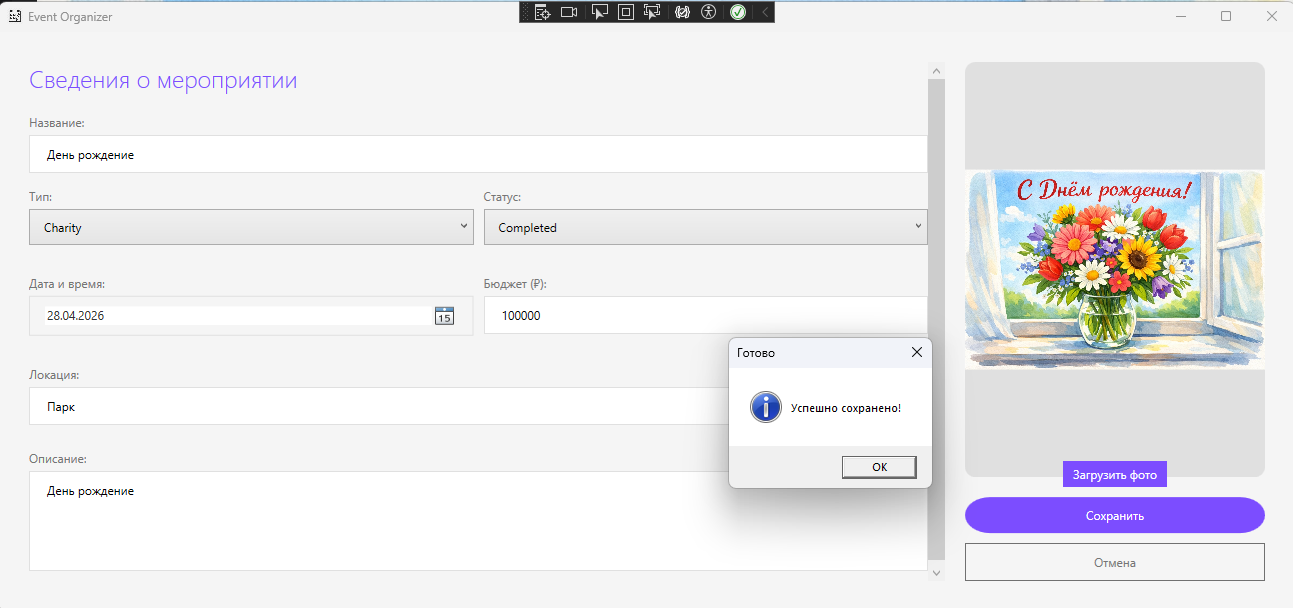 Event Organizer
Сведения о мероприятии
Название:
День рождение
Тип:
Статус:
Charity
Completed
Дата и время:
Бюджет (₽):
28.04.2026
15
100000
Локация:
Парк
Описание:
День рождение
Готово
Успешно сохранено!
OK
С Днём рождения!
Загрузить фото
Сохранить
Отмена